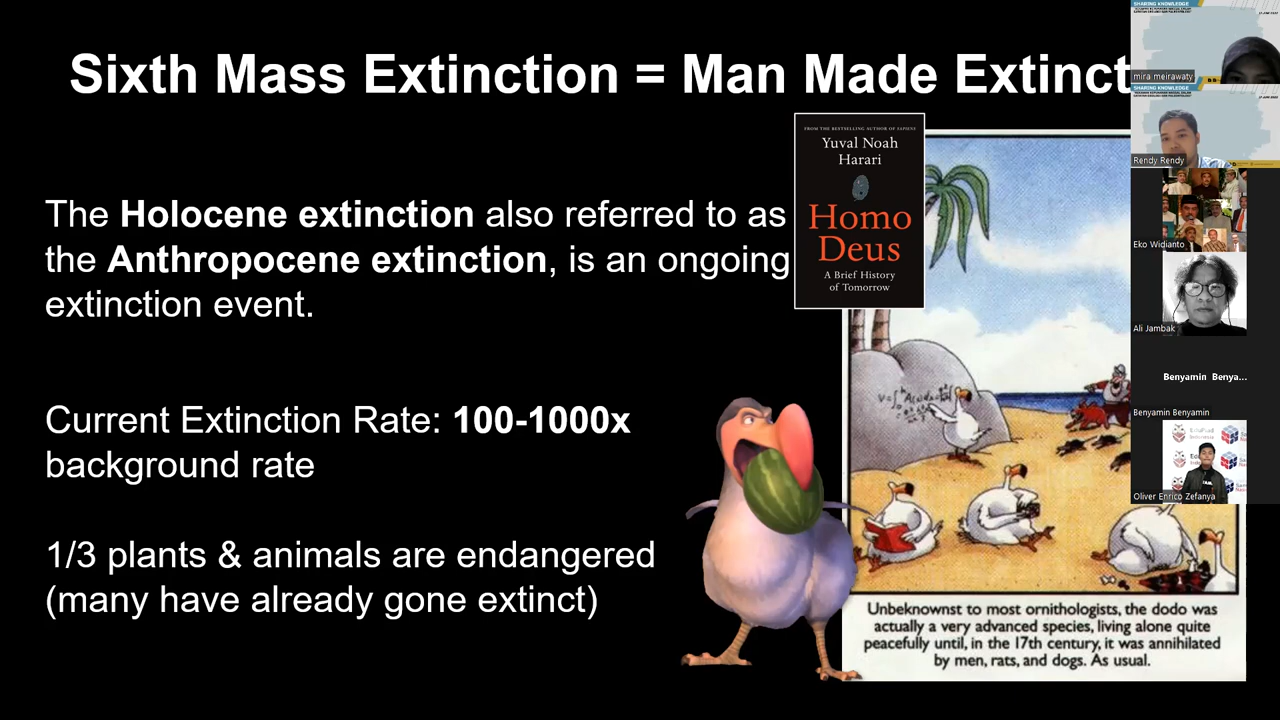 Sixth Mass Extinction = Man Made Extinct
The Holocene extinction also referred to as
the Anthropocene extinction, is an ongoing
extinction event.
Current Extinction Rate: 100-1000x
background rate
1/3 plants & animals are endangered
(many have already gone extinct)
FROM THE BESTSELLING AUTHOR OF SAPIENS
Yuval Noah
Harari
Homo
Deus
A Brief History
of Tomorrow
Unbeknownst to most ornithologists, the dodo was
actually a very advanced species, living alone quite
peacefully until, in the 17th century, it was annihilated
by men, rats, and dogs. As usual.
SHARING KNOWLEDGE
mira meirawaty
SHARING KNOWLEDGE
Rendy Rendy
Eko Widianto
Ali Jambak
Benyamin Benya...
Benyamin Benyamin
Oliver Enrico Zefanya